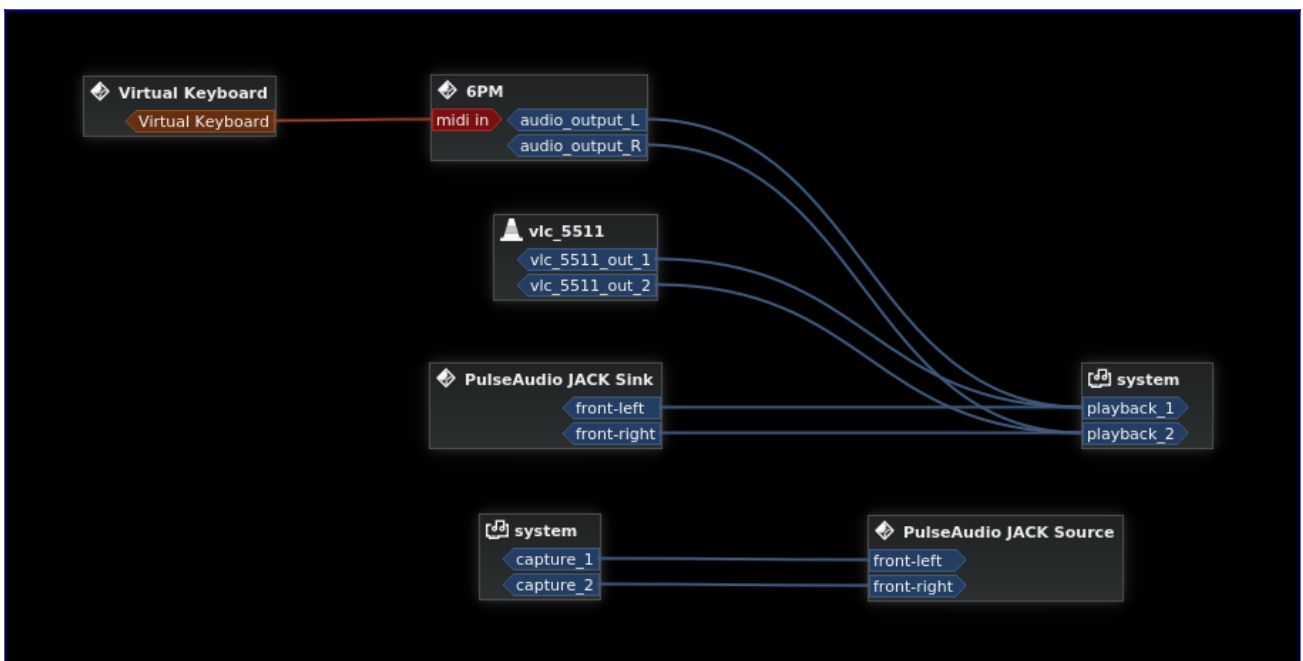 Virtual Keyboard
Virtual Keyboard
6PM
midi in audio_output_L
audio_output_R
vlc_5511
vlc_5511_out_1
vlc_5511_out_2
PulseAudio JACK Sink
front-left
front-right
system
playback_1
playback_2
system
capture_1
capture_2
PulseAudio JACK Source
front-left
front-right